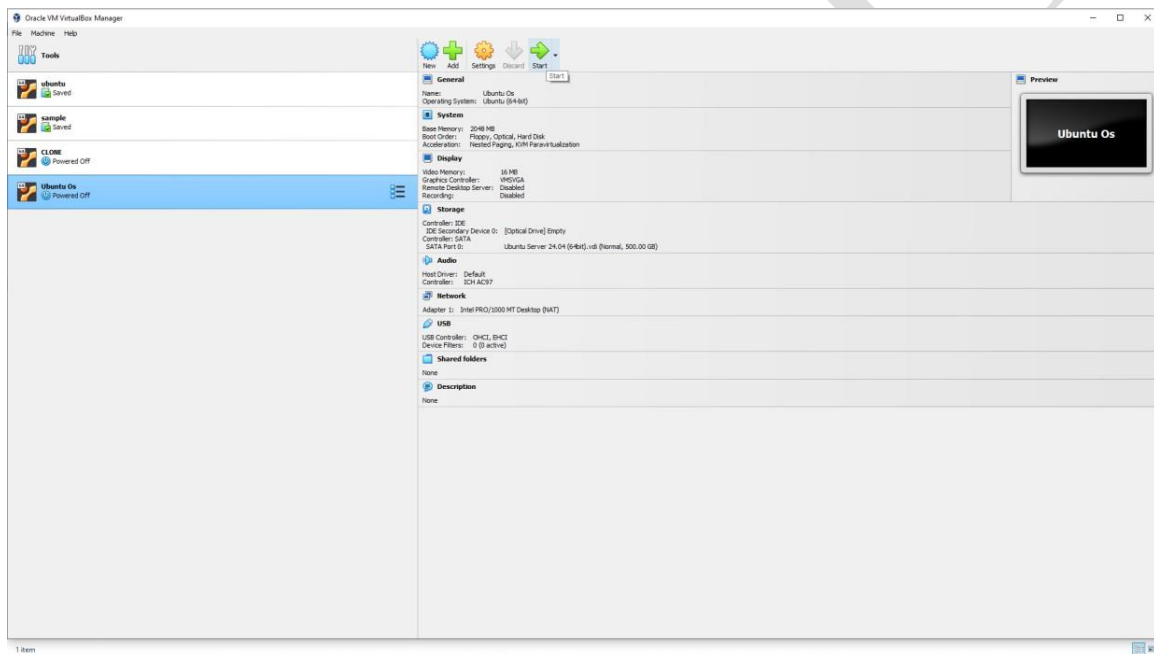 Oracle VM VirtualBox Manager
File Machine Help
Tools
ubuntu
Saved
sample
Saved
CLONE
Powered Off
Ubuntu Os
Powered Off
New Add Settings Discard Start
Start
General
Name: Ubuntu Os
Operating System: Ubuntu (64-bit)
System
Base Memory: 2048 MB
Boot Order: Floppy, Optical, Hard Disk
Acceleration: Nested Paging, KVM Paravirtualization
Display
Video Memory: 16 MB
Graphics Controller: VMSVGA
Remote Desktop Server: Disabled
Recording: Disabled
Storage
Controller: IDE
IDE Secondary Device 0: [Optical Drive] Empty
Controller: SATA
SATA Port 0: Ubuntu Server 24.04 (64bit).vdi (Normal, 500.00 GB)
Audio
Host Driver: Default
Controller: ICH AC97
Network
Adapter 1: Intel PRO/1000 MT Desktop (NAT)
USB
USB Controller: OHCI, EHCI
Device Filters: 0 (0 active)
Shared folders
None
Description
None
Preview
Ubuntu Os
1 item